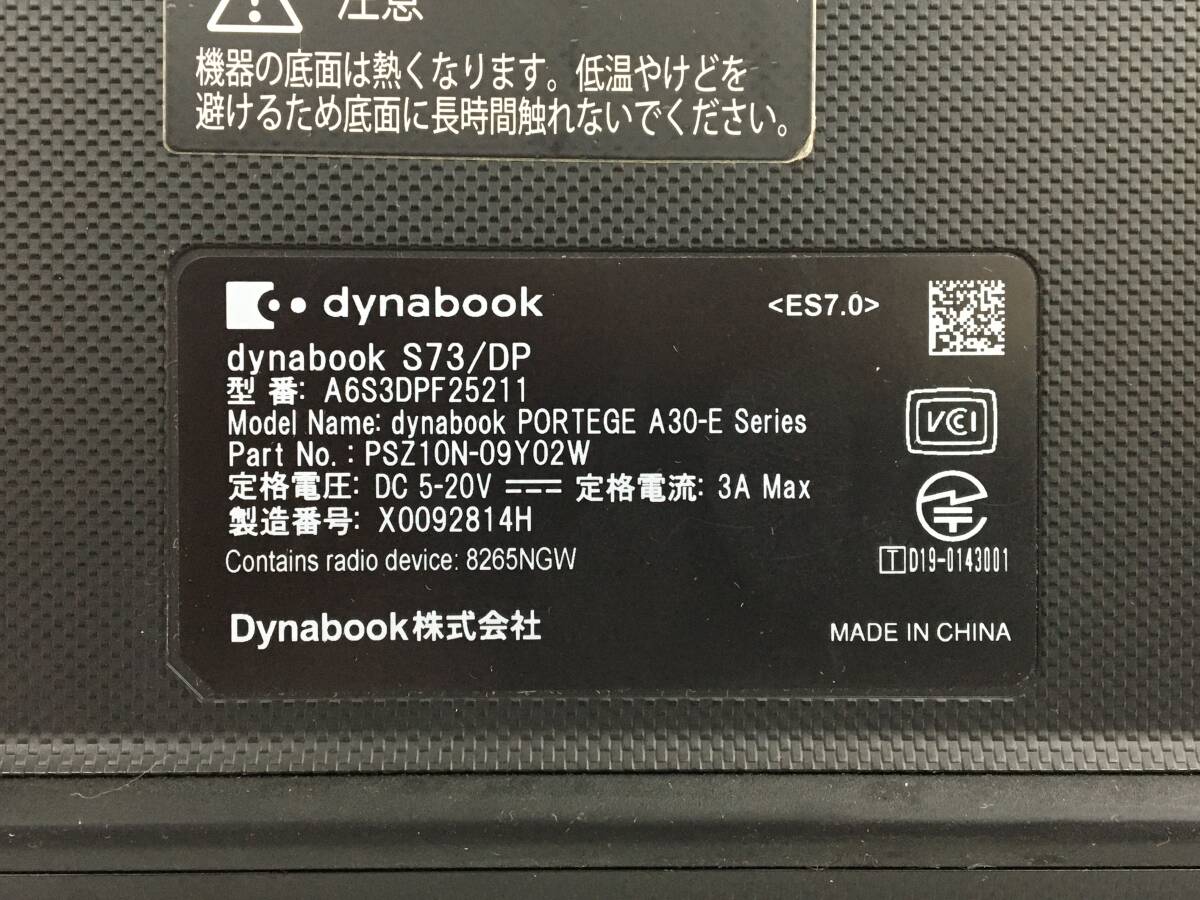 注意
機器の底面は熱くなります。低温やけどを
避けるため底面に長時間触れないでください。
dynabook <ES7.0>
dynabook S73/DP
型 番: A6S3DPF25211
Model Name: dynabook PORTEGE A30-E Series
Part No. : PSZ10N-09Y02W
VCCI
定格電圧: DC 5-20V 定格電流: 3A Max
製造番号: X0092814H
Contains radio device: 8265NGW
T D19-0143001
Dynabook株式会社
MADE IN CHINA